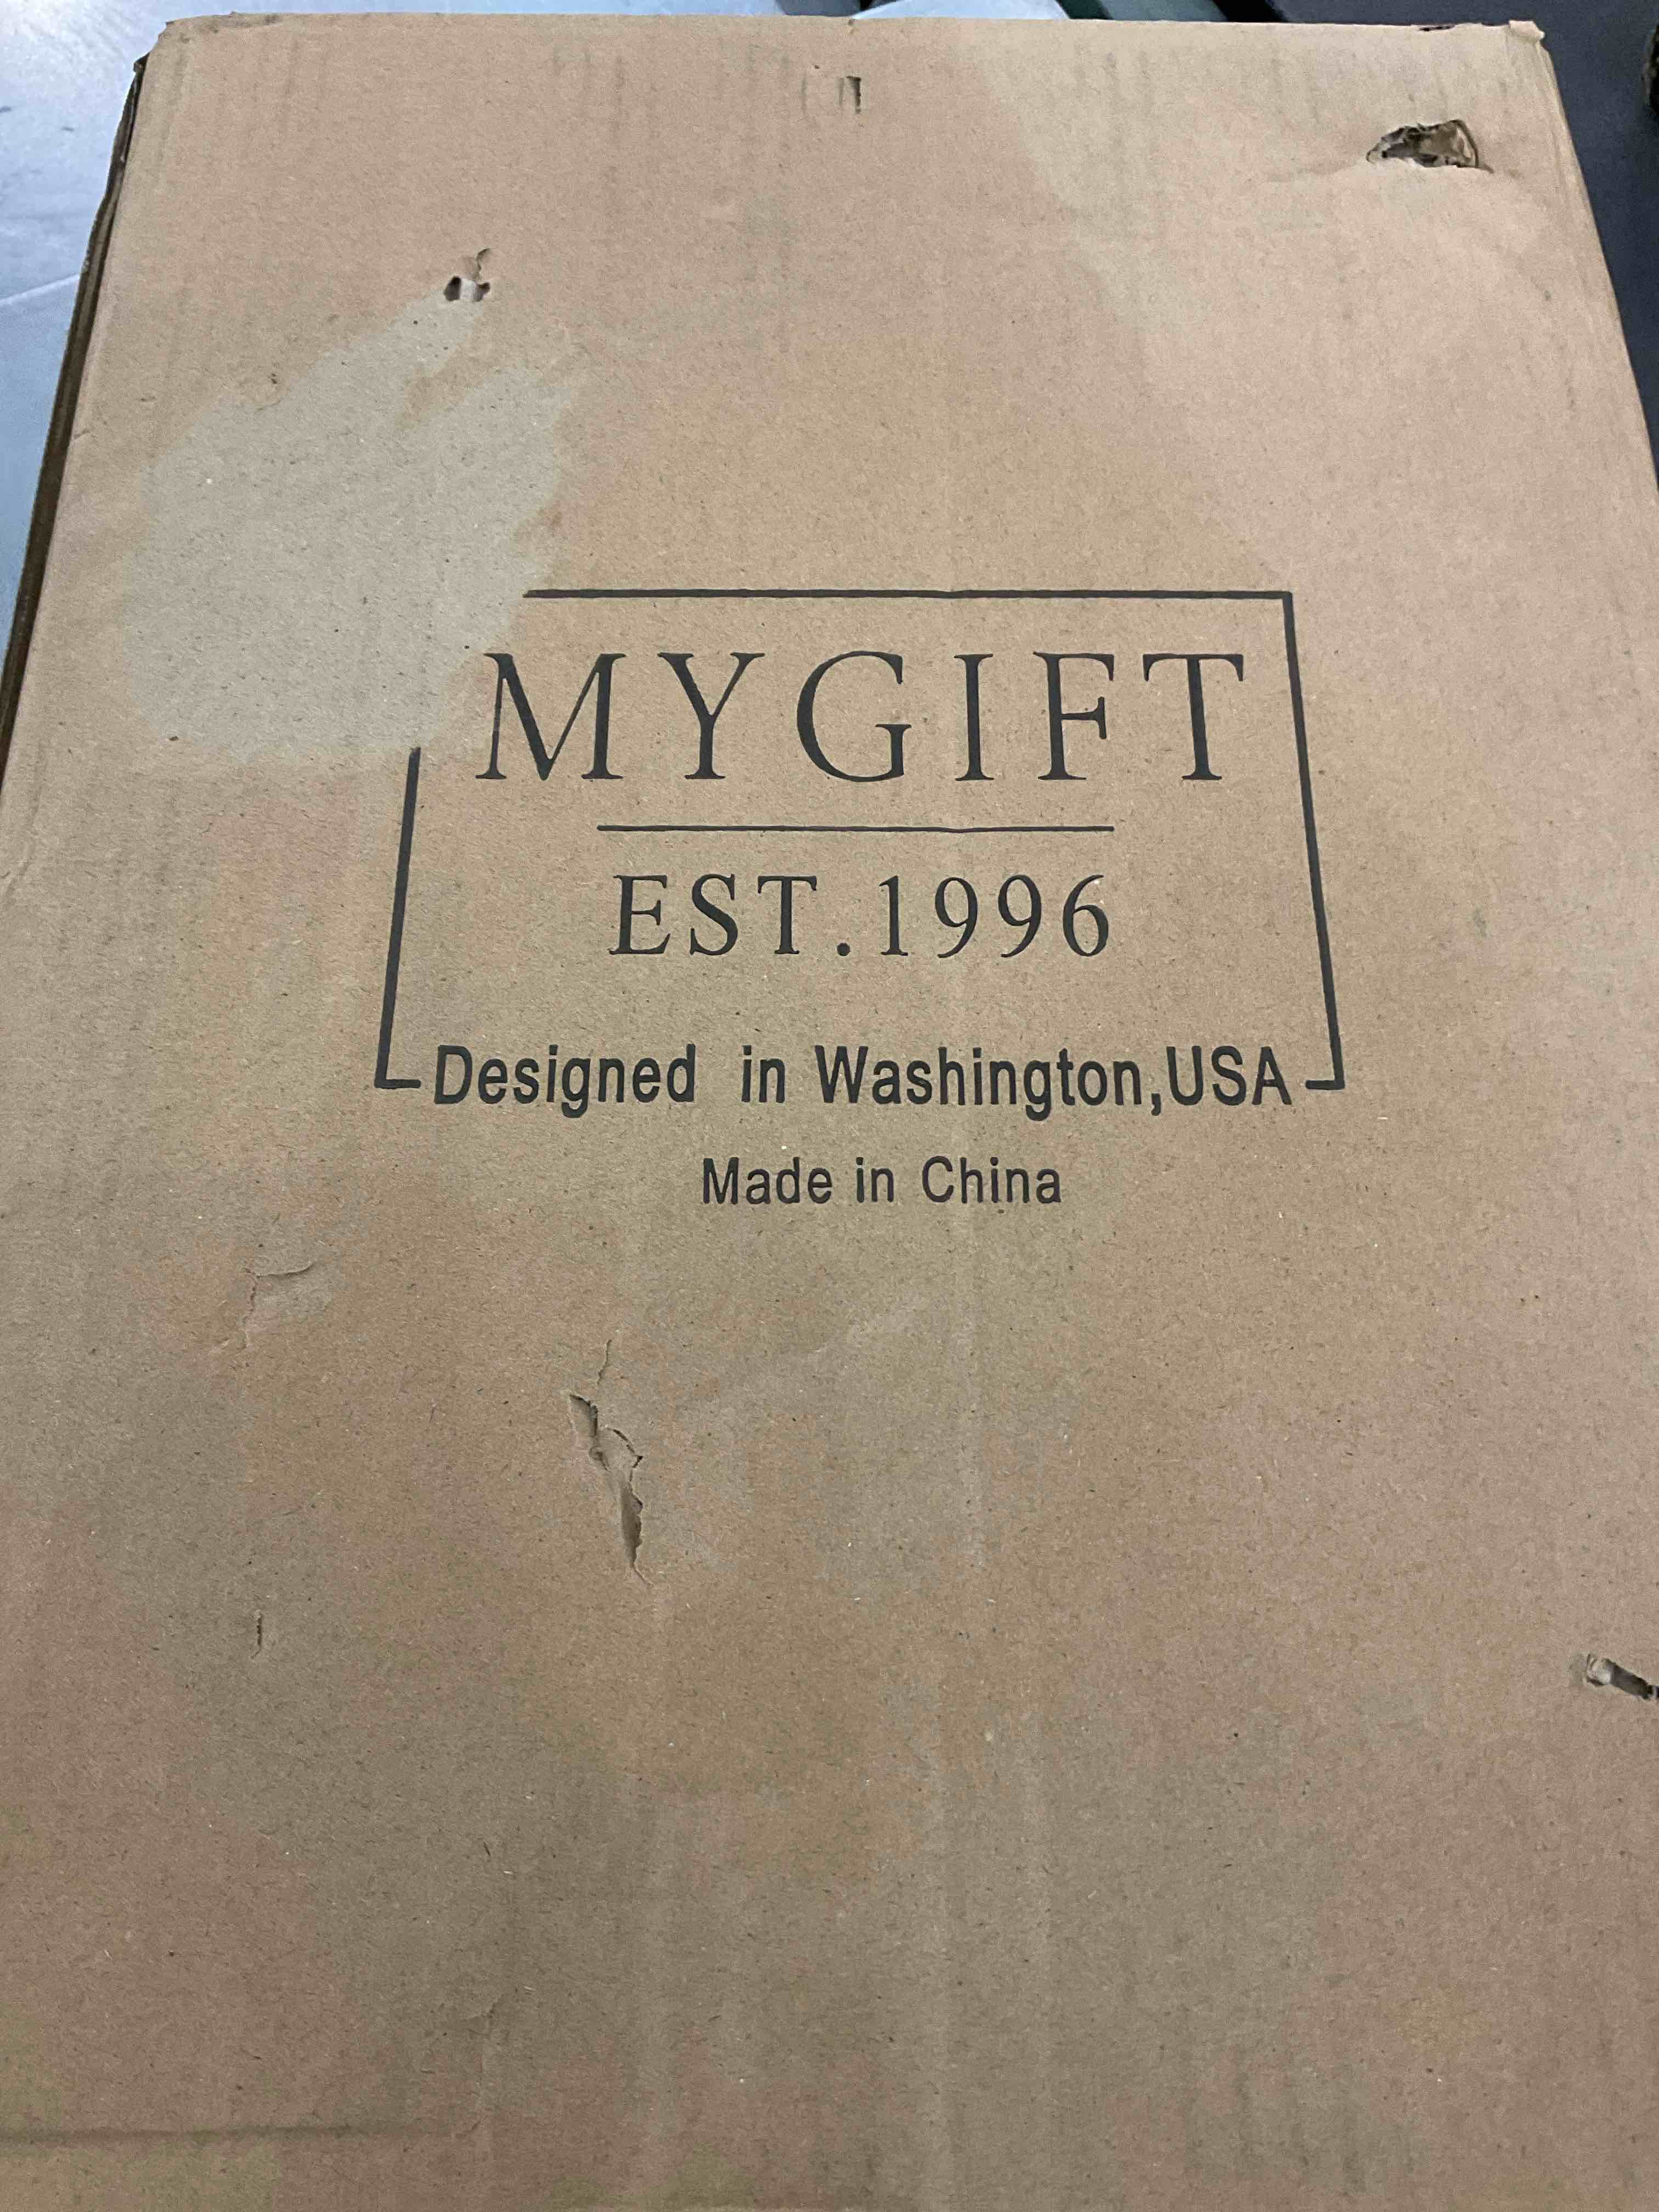 MYGIFT
EST.1996
Designed in Washington,USA
Made in China